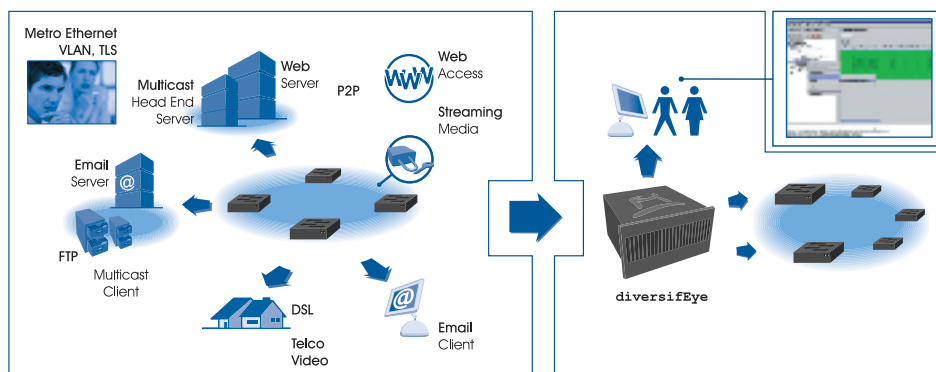 Metro Ethernet
VLAN, TLS
Multicast
Head End
Server
Web
Server
P2P
WWW
Web
Access
Streaming
Media
Email
Server
@
FTP
Multicast
Client
DSL
Telco
Video
@
Email
Client
diversifEye